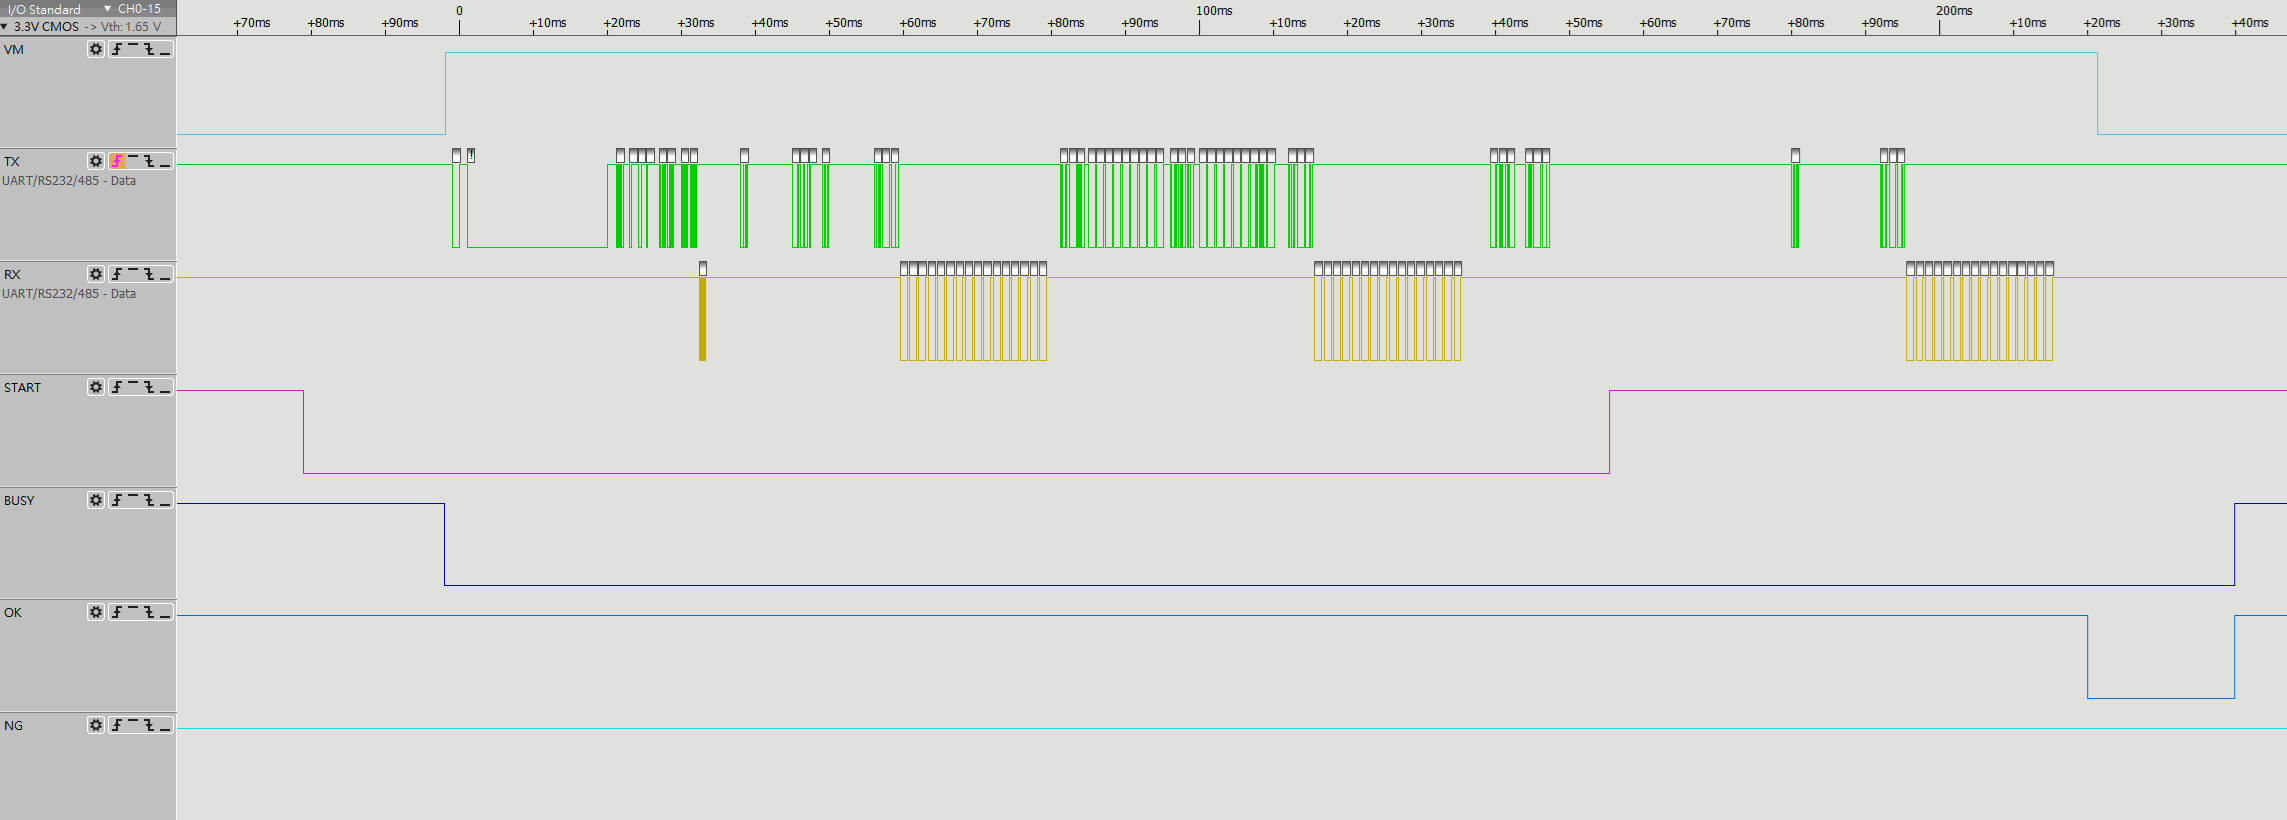 I/O Standard ▼ CH0-15
▼ 3.3V CMOS -> Vth: 1.65 V
0 100ms 200ms
+70ms +80ms +90ms +10ms +20ms +30ms +40ms +50ms +60ms +70ms +80ms +90ms +10ms +20ms +30ms +40ms +50ms +60ms +70ms +80ms +90ms +10ms +20ms +30ms +40ms
VM
TX
UART/RS232/485 - Data
!
RX
UART/RS232/485 - Data
START
BUSY
OK
NG